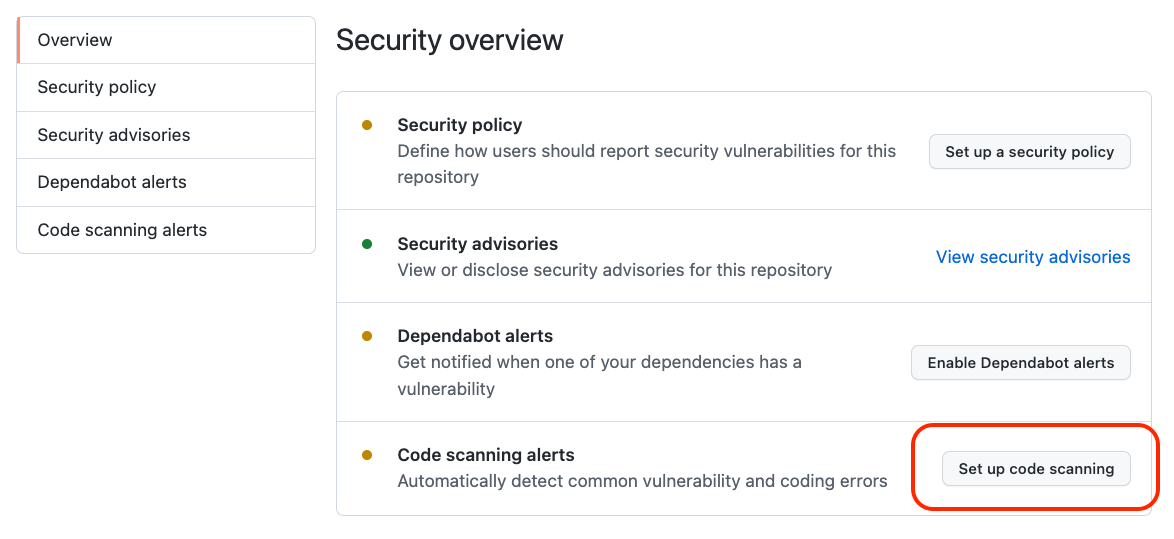 Overview
Security policy
Security advisories
Dependabot alerts
Code scanning alerts
Security overview
Security policy
Define how users should report security vulnerabilities for this
repository
Set up a security policy
Security advisories
View or disclose security advisories for this repository
View security advisories
Dependabot alerts
Get notified when one of your dependencies has a
vulnerability
Enable Dependabot alerts
Code scanning alerts
Automatically detect common vulnerability and coding errors
Set up code scanning